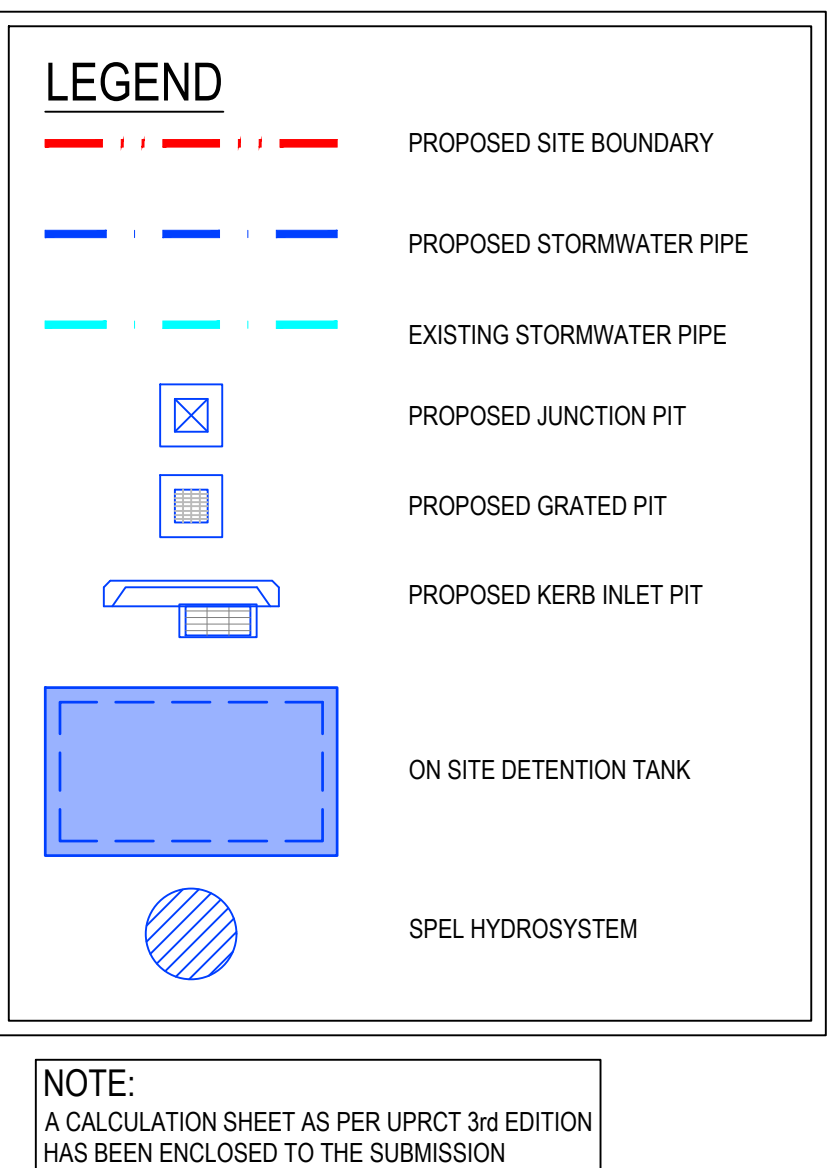 LEGEND
PROPOSED SITE BOUNDARY
PROPOSED STORMWATER PIPE
EXISTING STORMWATER PIPE
PROPOSED JUNCTION PIT
PROPOSED GRATED PIT
PROPOSED KERB INLET PIT
ON SITE DETENTION TANK
SPEL HYDROSYSTEM
NOTE:
A CALCULATION SHEET AS PER UPRCT 3rd EDITION
HAS BEEN ENCLOSED TO THE SUBMISSION